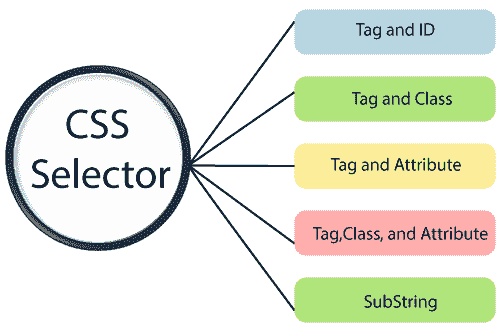 CSS
Selector
Tag and ID
Tag and Class
Tag and Attribute
Tag,Class, and Attribute
SubString